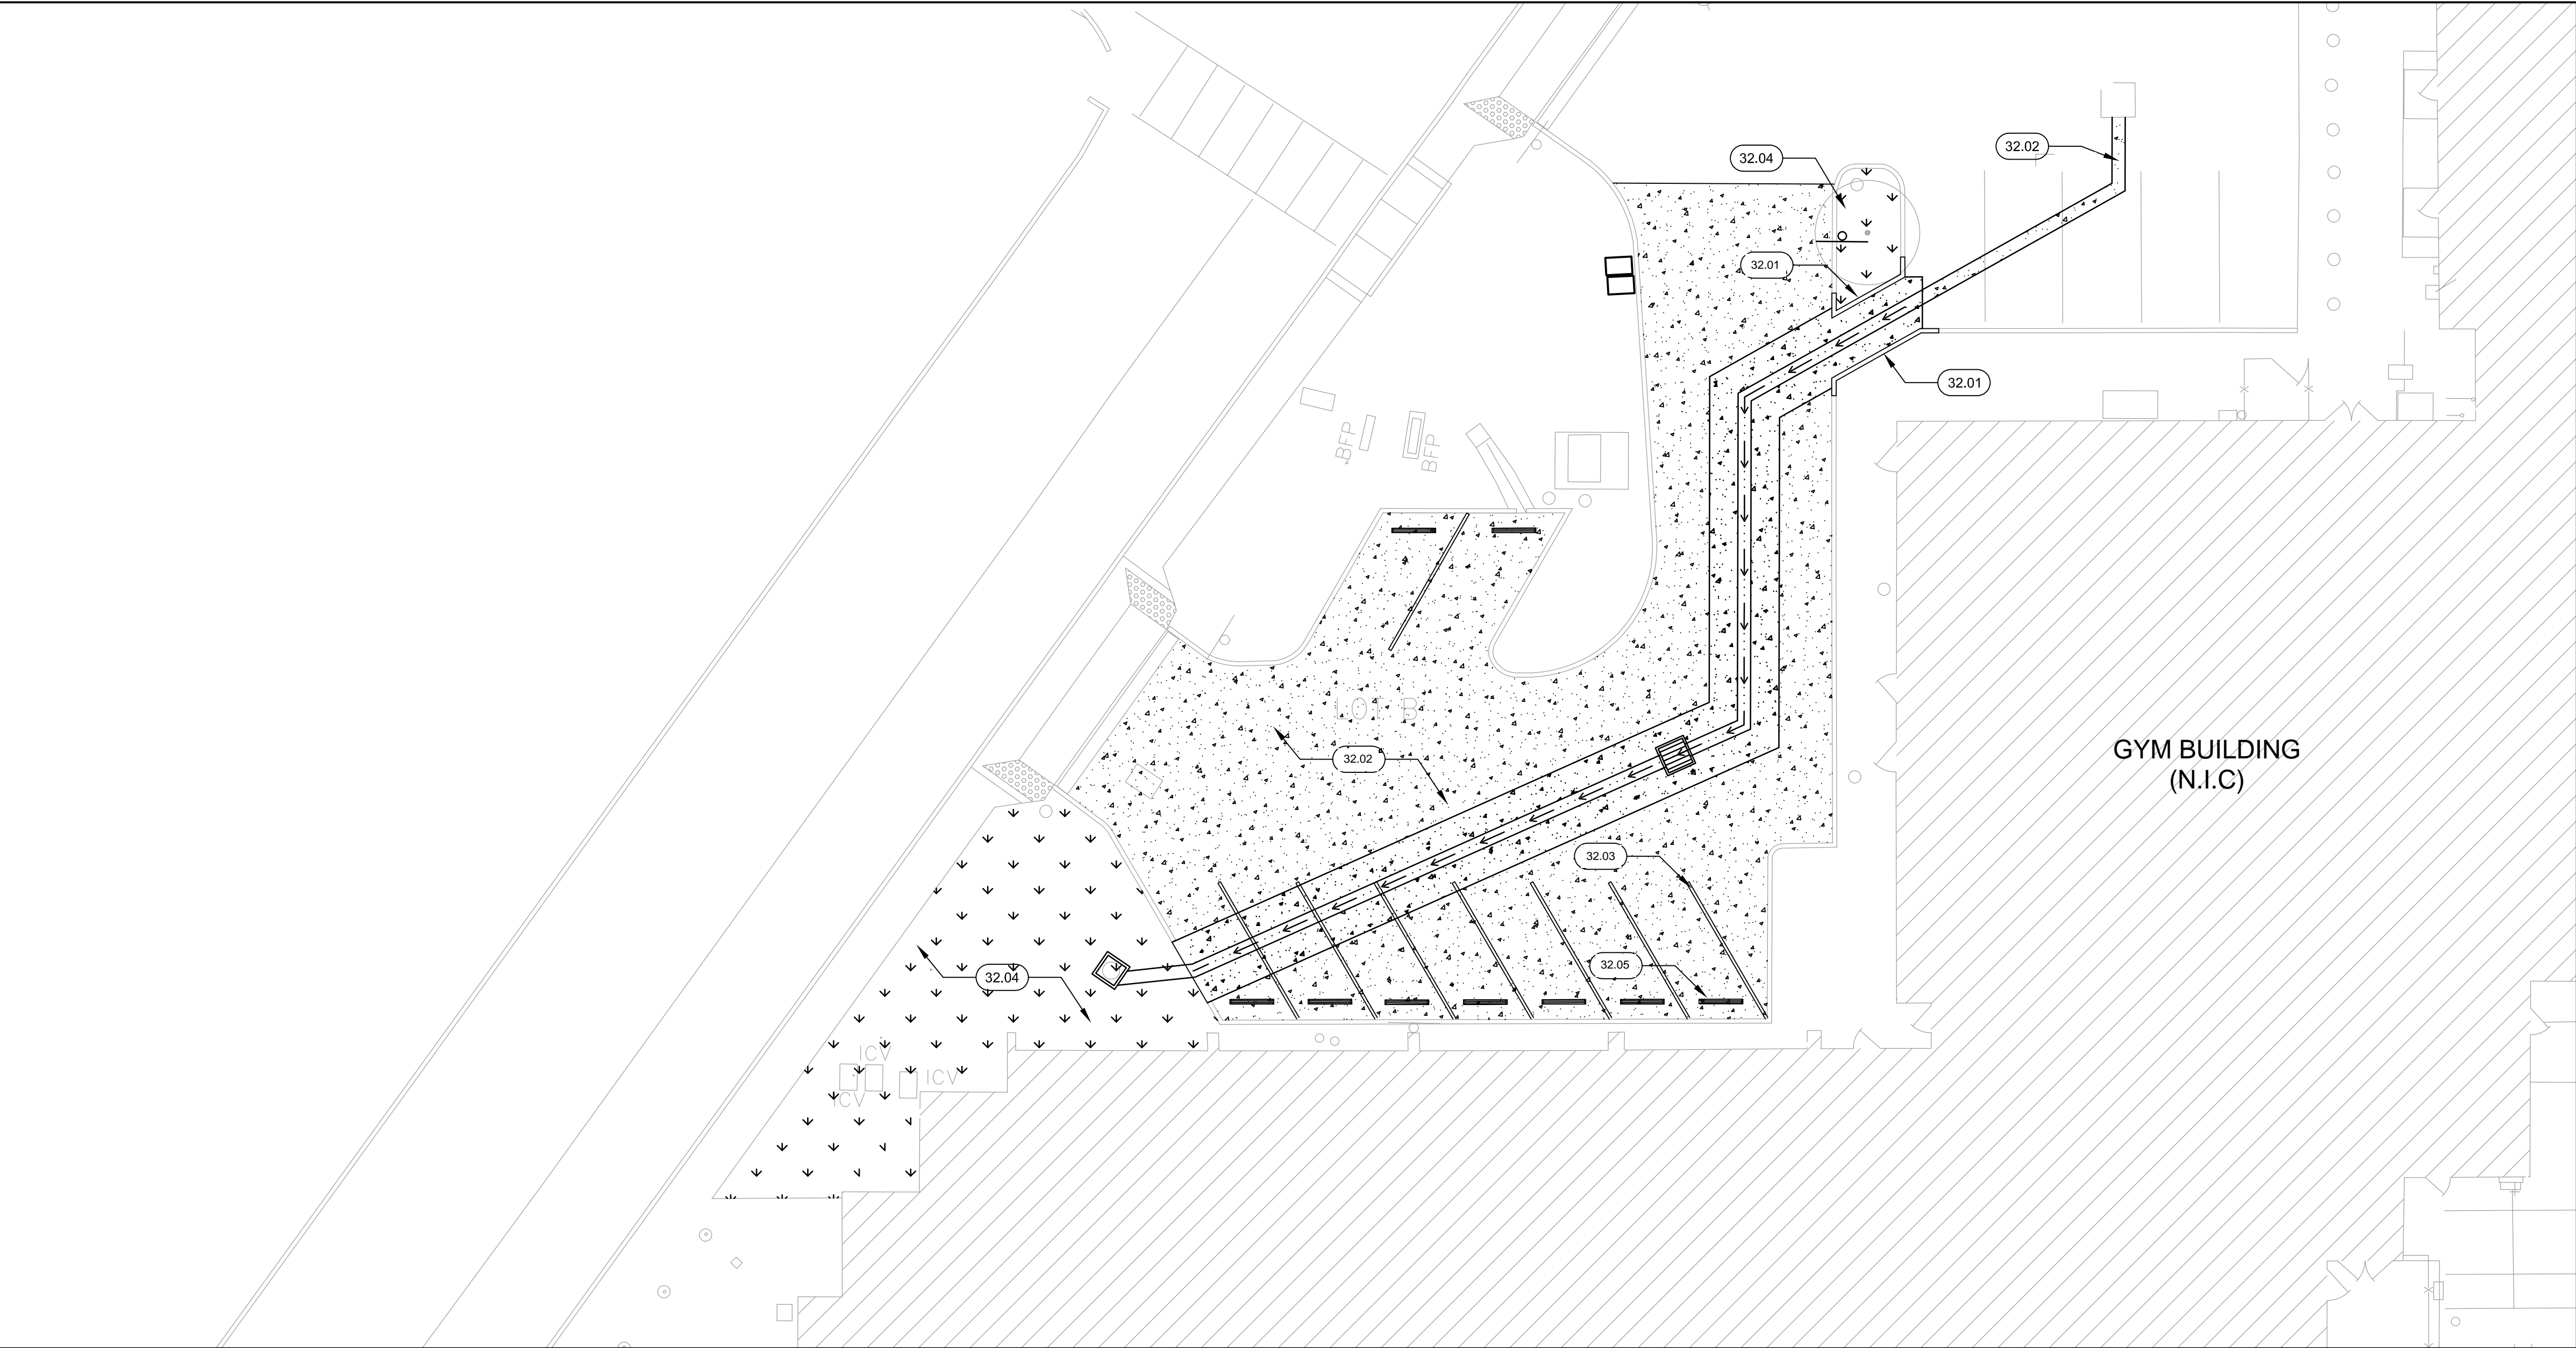 32.02
32.04
32.01
32.01
BFP
BFP
LOT B
GYM BUILDING
(N.I.C)
32.02
32.03
32.05
32.04
ICV
ICV
ICV